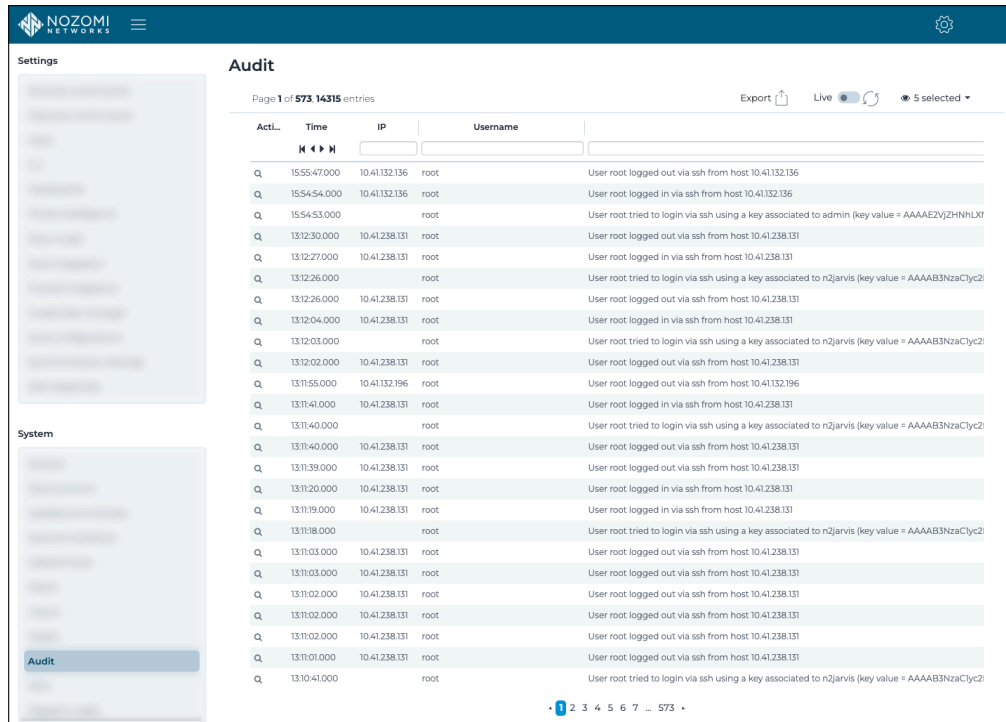 NOZOMI
NETWORKS
Settings
Audit
Page 1 of 573, 14315 entries
Export
Live
5 selected
Acti... Time IP Username
15:55:47.000 10.41.132.136 root User root logged out via ssh from host 10.41.132.136
15:54:54.000 10.41.132.136 root User root logged in via ssh from host 10.41.132.136
15:54:53.000 root User root tried to login via ssh using a key associated to admin (key value = AAAAE2VjZHNhLXN
13:12:30.000 10.41.238.131 root User root logged out via ssh from host 10.41.238.131
13:12:27.000 10.41.238.131 root User root logged in via ssh from host 10.41.238.131
13:12:26.000 root User root tried to login via ssh using a key associated to n2jarvis (key value = AAAAB3NzaC1yc2
13:12:26.000 10.41.238.131 root User root logged out via ssh from host 10.41.238.131
13:12:04.000 10.41.238.131 root User root logged in via ssh from host 10.41.238.131
13:12:03.000 root User root tried to login via ssh using a key associated to n2jarvis (key value = AAAAB3NzaC1yc2
13:12:02.000 10.41.238.131 root User root logged out via ssh from host 10.41.238.131
13:11:55.000 10.41.132.196 root User root logged out via ssh from host 10.41.132.196
13:11:41.000 10.41.238.131 root User root logged in via ssh from host 10.41.238.131
13:11:40.000 root User root tried to login via ssh using a key associated to n2jarvis (key value = AAAAB3NzaC1yc2
13:11:40.000 10.41.238.131 root User root logged out via ssh from host 10.41.238.131
13:11:39.000 10.41.238.131 root User root logged out via ssh from host 10.41.238.131
13:11:20.000 10.41.238.131 root User root logged in via ssh from host 10.41.238.131
13:11:19.000 10.41.238.131 root User root logged in via ssh from host 10.41.238.131
13:11:18.000 root User root tried to login via ssh using a key associated to n2jarvis (key value = AAAAB3NzaC1yc2
13:11:03.000 10.41.238.131 root User root logged out via ssh from host 10.41.238.131
13:11:03.000 10.41.238.131 root User root logged out via ssh from host 10.41.238.131
13:11:02.000 10.41.238.131 root User root logged out via ssh from host 10.41.238.131
13:11:02.000 10.41.238.131 root User root logged out via ssh from host 10.41.238.131
13:11:02.000 10.41.238.131 root User root logged out via ssh from host 10.41.238.131
13:11:01.000 10.41.238.131 root User root logged out via ssh from host 10.41.238.131
13:10:41.000 root User root tried to login via ssh using a key associated to n2jarvis (key value = AAAAB3NzaC1yc2
System
Audit
1 2 3 4 5 6 7 ... 573